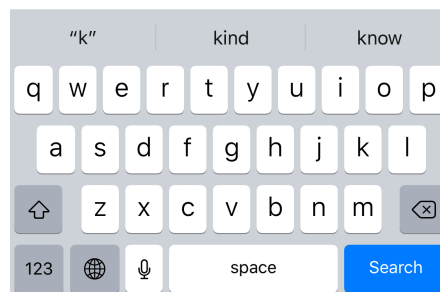 “k” kind know
q w e r t y u i o p
a s d f g h j k l
z x c v b n m
123 space Search